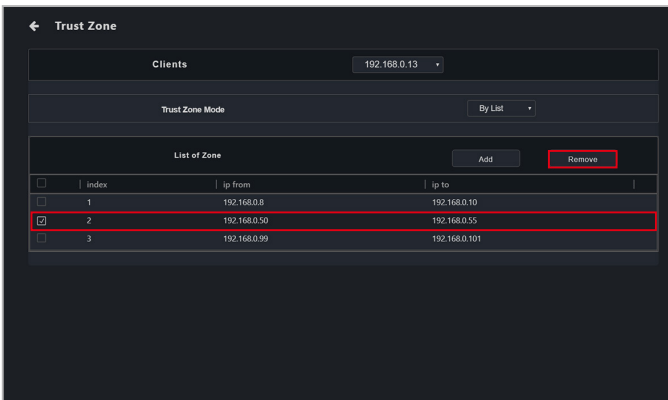 Trust Zone
Clients 192.168.0.13
Trust Zone Mode By List
List of Zone Add Remove
index ip from ip to
1 192.168.0.8 192.168.0.10
2 192.168.0.50 192.168.0.55
3 192.168.0.99 192.168.0.101